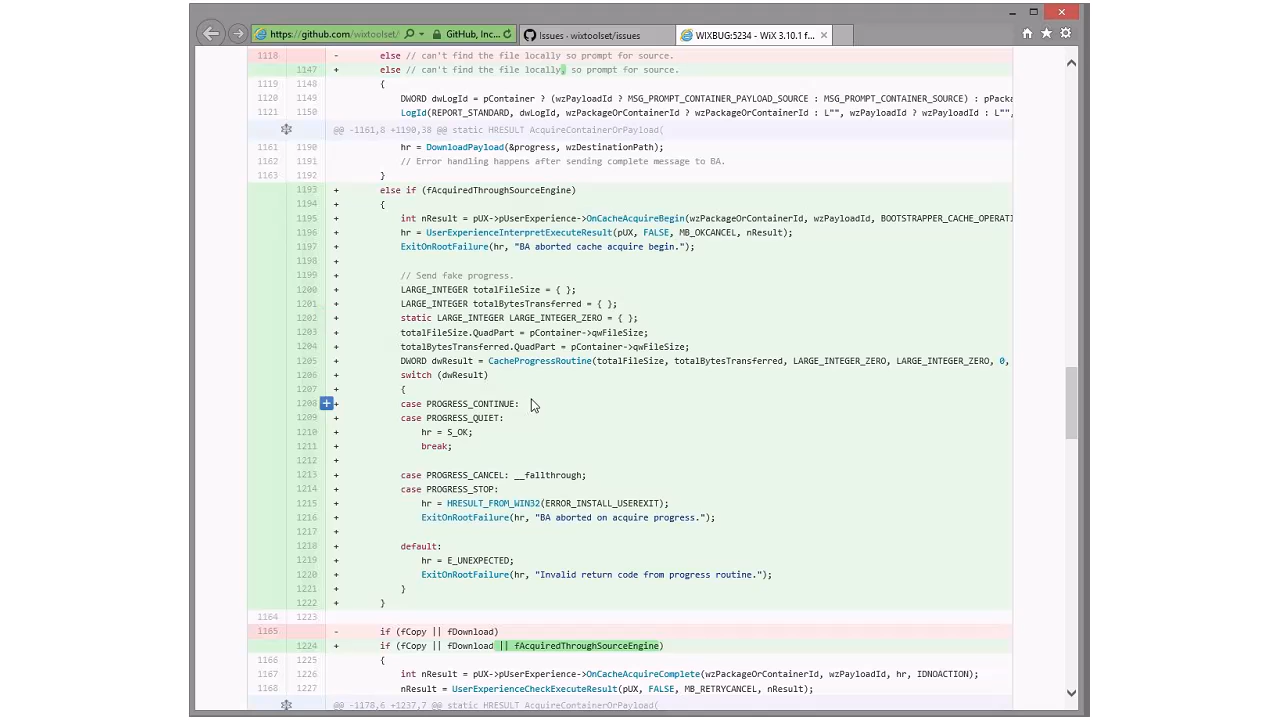 https://github.com/wixtoolset/ GitHub, Inc... Issues - wixtoolset/issues WIXBUG:5234 - WiX 3.10.1 f...
1118 - else // can't find the file locally so prompt for source.
1147 + else // can't find the file locally, so prompt for source.
1119 1148 {
1120 1149 DWORD dwLogId = pContainer ? (wzPayloadId ? MSG_PROMPT_CONTAINER_PAYLOAD_SOURCE : MSG_PROMPT_CONTAINER_SOURCE) : pPacka
1121 1150 LogId(REPORT_STANDARD, dwLogId, wzPackageOrContainerId ? wzPackageOrContainerId : L"", wzPayloadId ? wzPayloadId : L"",
@@ -1161,8 +1190,38 @@ static HRESULT AcquireContainerOrPayload(
1161 1190 hr = DownloadPayload(&progress, wzDestinationPath);
1162 1191 // Error handling happens after sending complete message to BA.
1163 1192 }
1193 + else if (fAcquiredThroughSourceEngine)
1194 + {
1195 + int nResult = pUX->pUserExperience->OnCacheAcquireBegin(wzPackageOrContainerId, wzPayloadId, BOOTSTRAPPER_CACHE_OPERATI
1196 + hr = UserExperienceInterpretExecuteResult(pUX, FALSE, MB_OKCANCEL, nResult);
1197 + ExitOnRootFailure(hr, "BA aborted cache acquire begin.");
1198 +
1199 + // Send fake progress.
1200 + LARGE_INTEGER totalFileSize = { };
1201 + LARGE_INTEGER totalBytesTransferred = { };
1202 + static LARGE_INTEGER LARGE_INTEGER_ZERO = { };
1203 + totalFileSize.QuadPart = pContainer->qwFileSize;
1204 + totalBytesTransferred.QuadPart = pContainer->qwFileSize;
1205 + DWORD dwResult = CacheProgressRoutine(totalFileSize, totalBytesTransferred, LARGE_INTEGER_ZERO, LARGE_INTEGER_ZERO, 0,
1206 + switch (dwResult)
1207 + {
1208 + case PROGRESS_CONTINUE:
1209 + case PROGRESS_QUIET:
1210 + hr = S_OK;
1211 + break;
1212 +
1213 + case PROGRESS_CANCEL: __fallthrough;
1214 + case PROGRESS_STOP:
1215 + hr = HRESULT_FROM_WIN32(ERROR_INSTALL_USEREXIT);
1216 + ExitOnRootFailure(hr, "BA aborted on acquire progress.");
1217 +
1218 + default:
1219 + hr = E_UNEXPECTED;
1220 + ExitOnRootFailure(hr, "Invalid return code from progress routine.");
1221 + }
1222 + }
1164 1223
1165 - if (fCopy || fDownload)
1224 + if (fCopy || fDownload || fAcquiredThroughSourceEngine)
1166 1225 {
1167 1226 int nResult = pUX->pUserExperience->OnCacheAcquireComplete(wzPackageOrContainerId, wzPayloadId, hr, IDNOACTION);
1168 1227 nResult = UserExperienceCheckExecuteResult(pUX, FALSE, MB_RETRYCANCEL, nResult);
@@ -1178,6 +1237,7 @@ static HRESULT AcquireContainerOrPayload(